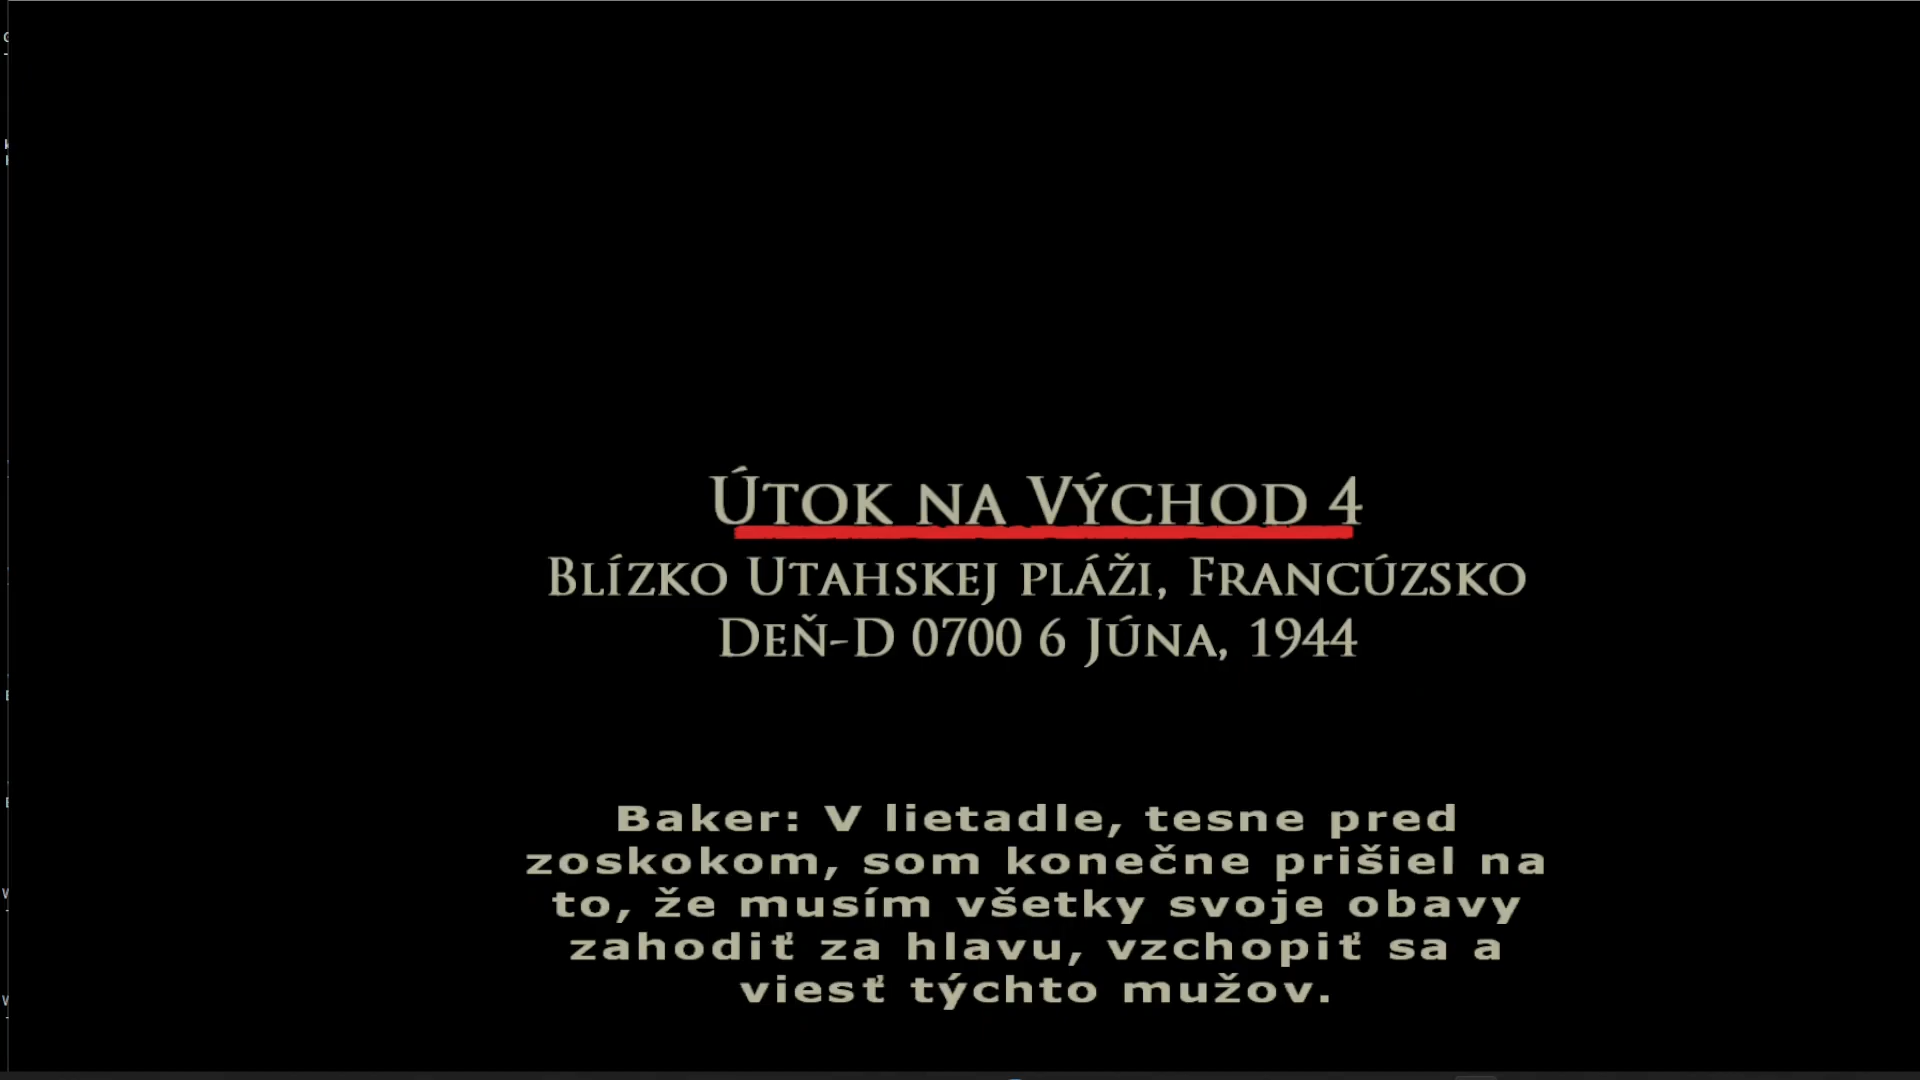 Útok na Východ 4
Blízko Utahskej pláži, Francúzsko
Deň-D 0700 6 Júna, 1944
Baker: V lietadle, tesne pred
zoskokom, som konečne prišiel na
to, že musím všetky svoje obavy
zahodiť za hlavu, vzchopiť sa a
viesť týchto mužov.